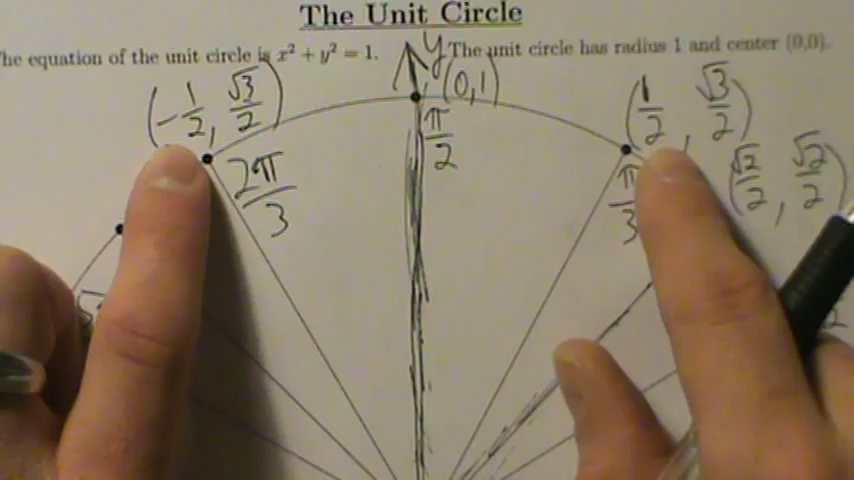 The Unit Circle
he equation of the unit circle is x² + y² = 1. The unit circle has radius 1 and center (0,0).
y
(-1/2, √3/2)
(0,1)
(1/2, √3/2)
2π/3
π/2
π/3
(√2/2, √2/2)